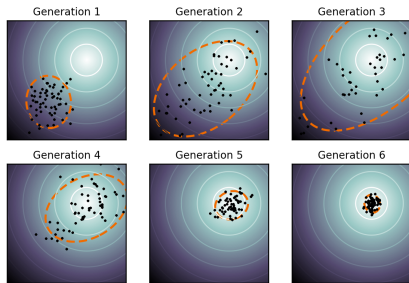 Generation 1
Generation 2
Generation 3
Generation 4
Generation 5
Generation 6